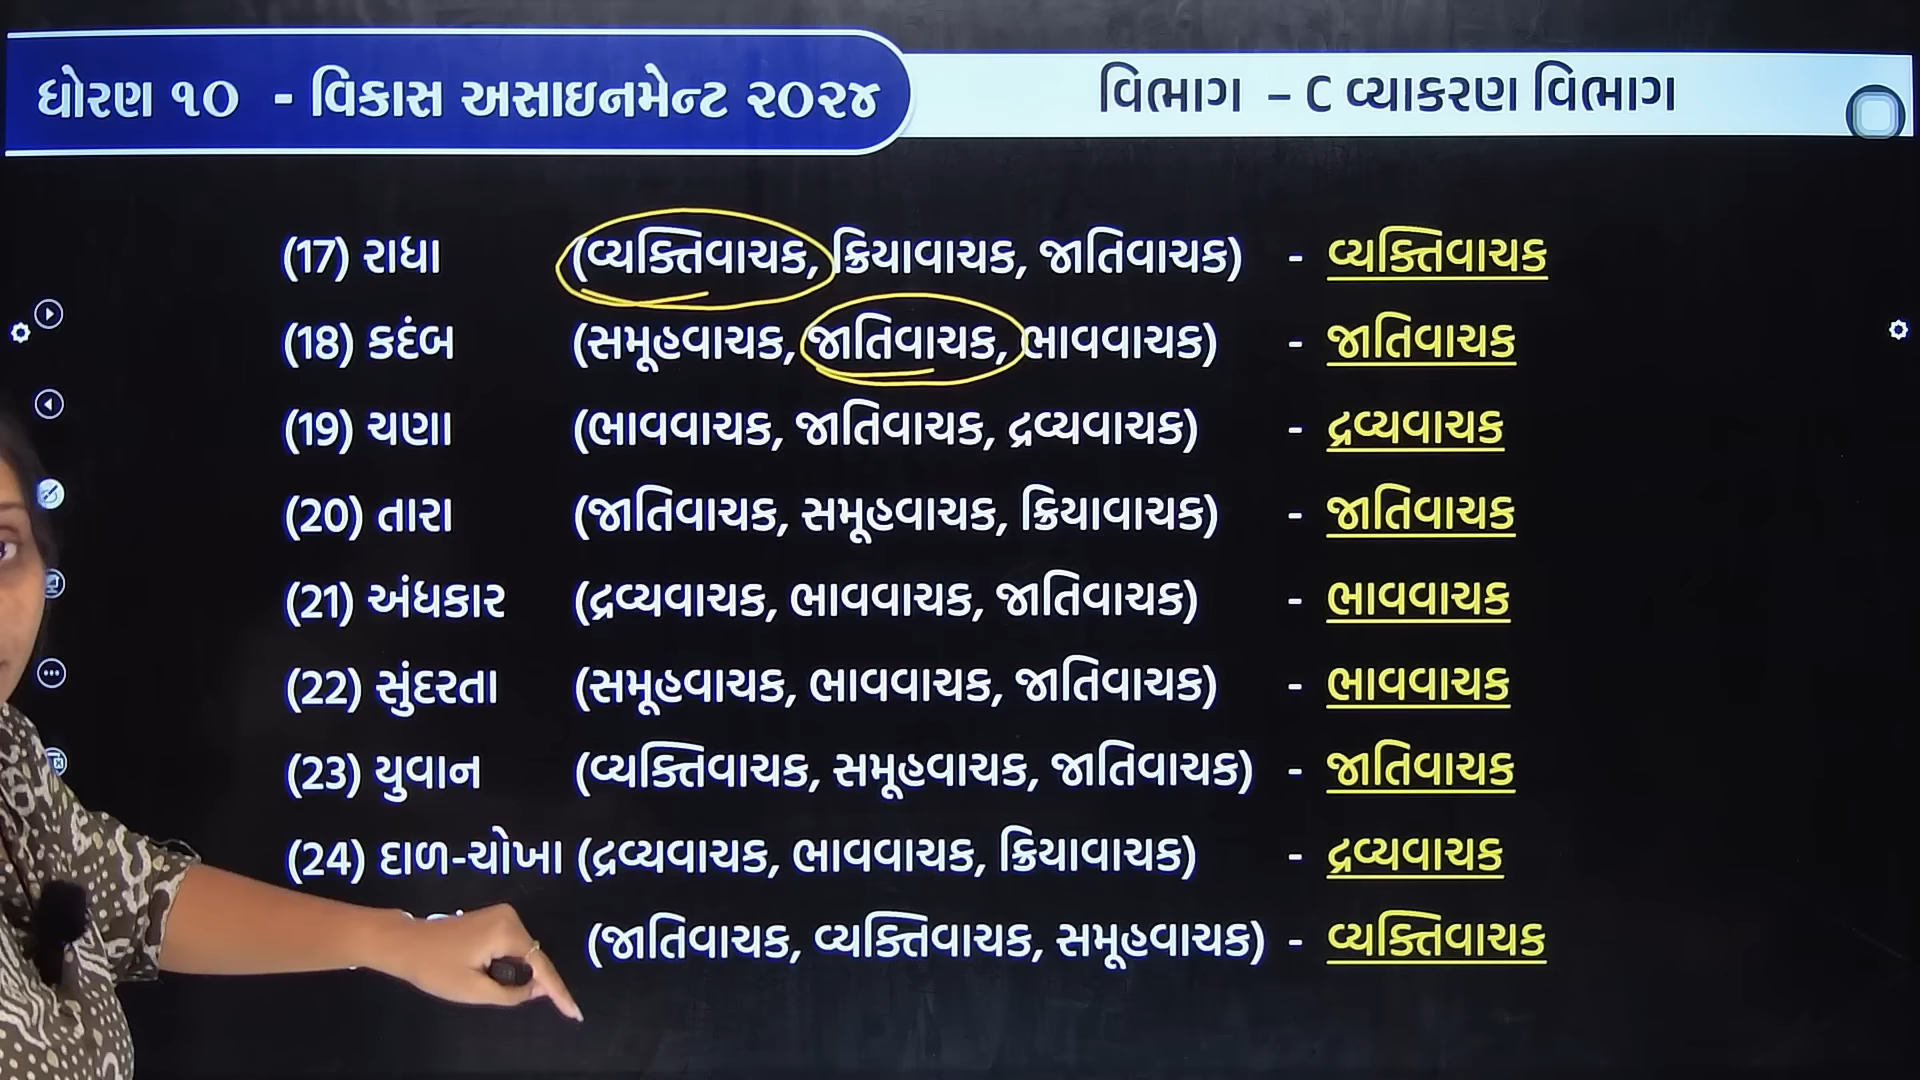 ધોરણ ૧૦ - વિકાસ અસાઇનમેન્ટ ૨૦૨૪
વિભાગ – C વ્યાકરણ વિભાગ
(17) રાધા (વ્યક્તિવાચક, ક્રિયાવાચક, જાતિવાચક) - વ્યક્તિવાચક
(18) કદંબ (સમૂહવાચક, જાતિવાચક, ભાવવાચક) - જાતિવાચક
(19) ચણા (ભાવવાચક, જાતિવાચક, દ્રવ્યવાચક) - દ્રવ્યવાચક
(20) તારા (જાતિવાચક, સમૂહવાચક, ક્રિયાવાચક) - જાતિવાચક
(21) અંધકાર (દ્રવ્યવાચક, ભાવવાચક, જાતિવાચક) - ભાવવાચક
(22) સુંદરતા (સમૂહવાચક, ભાવવાચક, જાતિવાચક) - ભાવવાચક
(23) યુવાન (વ્યક્તિવાચક, સમૂહવાચક, જાતિવાચક) - જાતિવાચક
(24) દાળ-ચોખા (દ્રવ્યવાચક, ભાવવાચક, ક્રિયાવાચક) - દ્રવ્યવાચક
(જાતિવાચક, વ્યક્તિવાચક, સમૂહવાચક) - વ્યક્તિવાચક